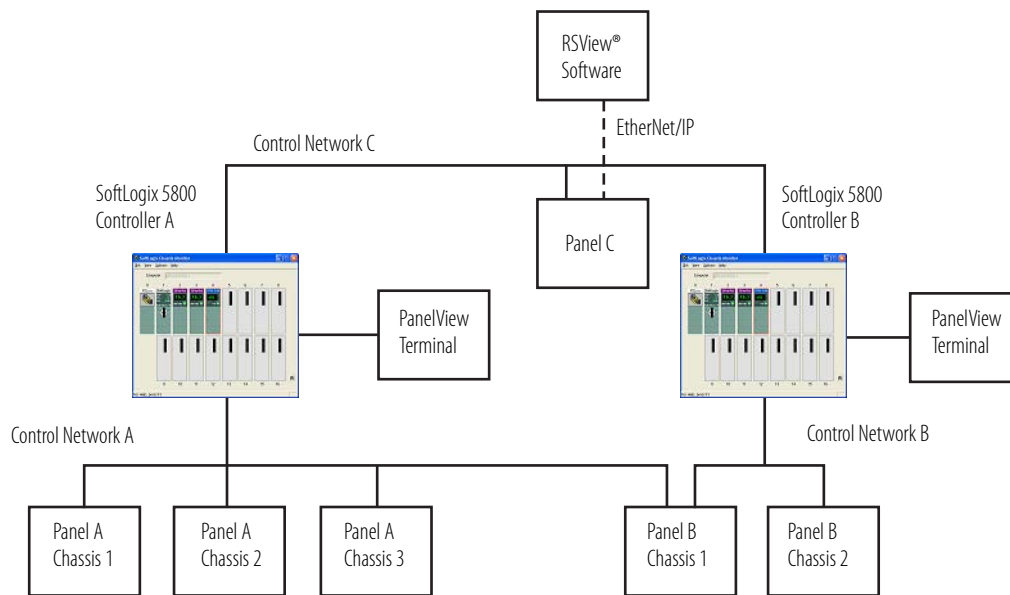 RSView®
Software
EtherNet/IP
Control Network C
SoftLogix 5800
Controller A
SoftLogix 5800
Controller B
Panel C
PanelView
Terminal
PanelView
Terminal
Control Network A
Control Network B
Panel A
Chassis 1
Panel A
Chassis 2
Panel A
Chassis 3
Panel B
Chassis 1
Panel B
Chassis 2